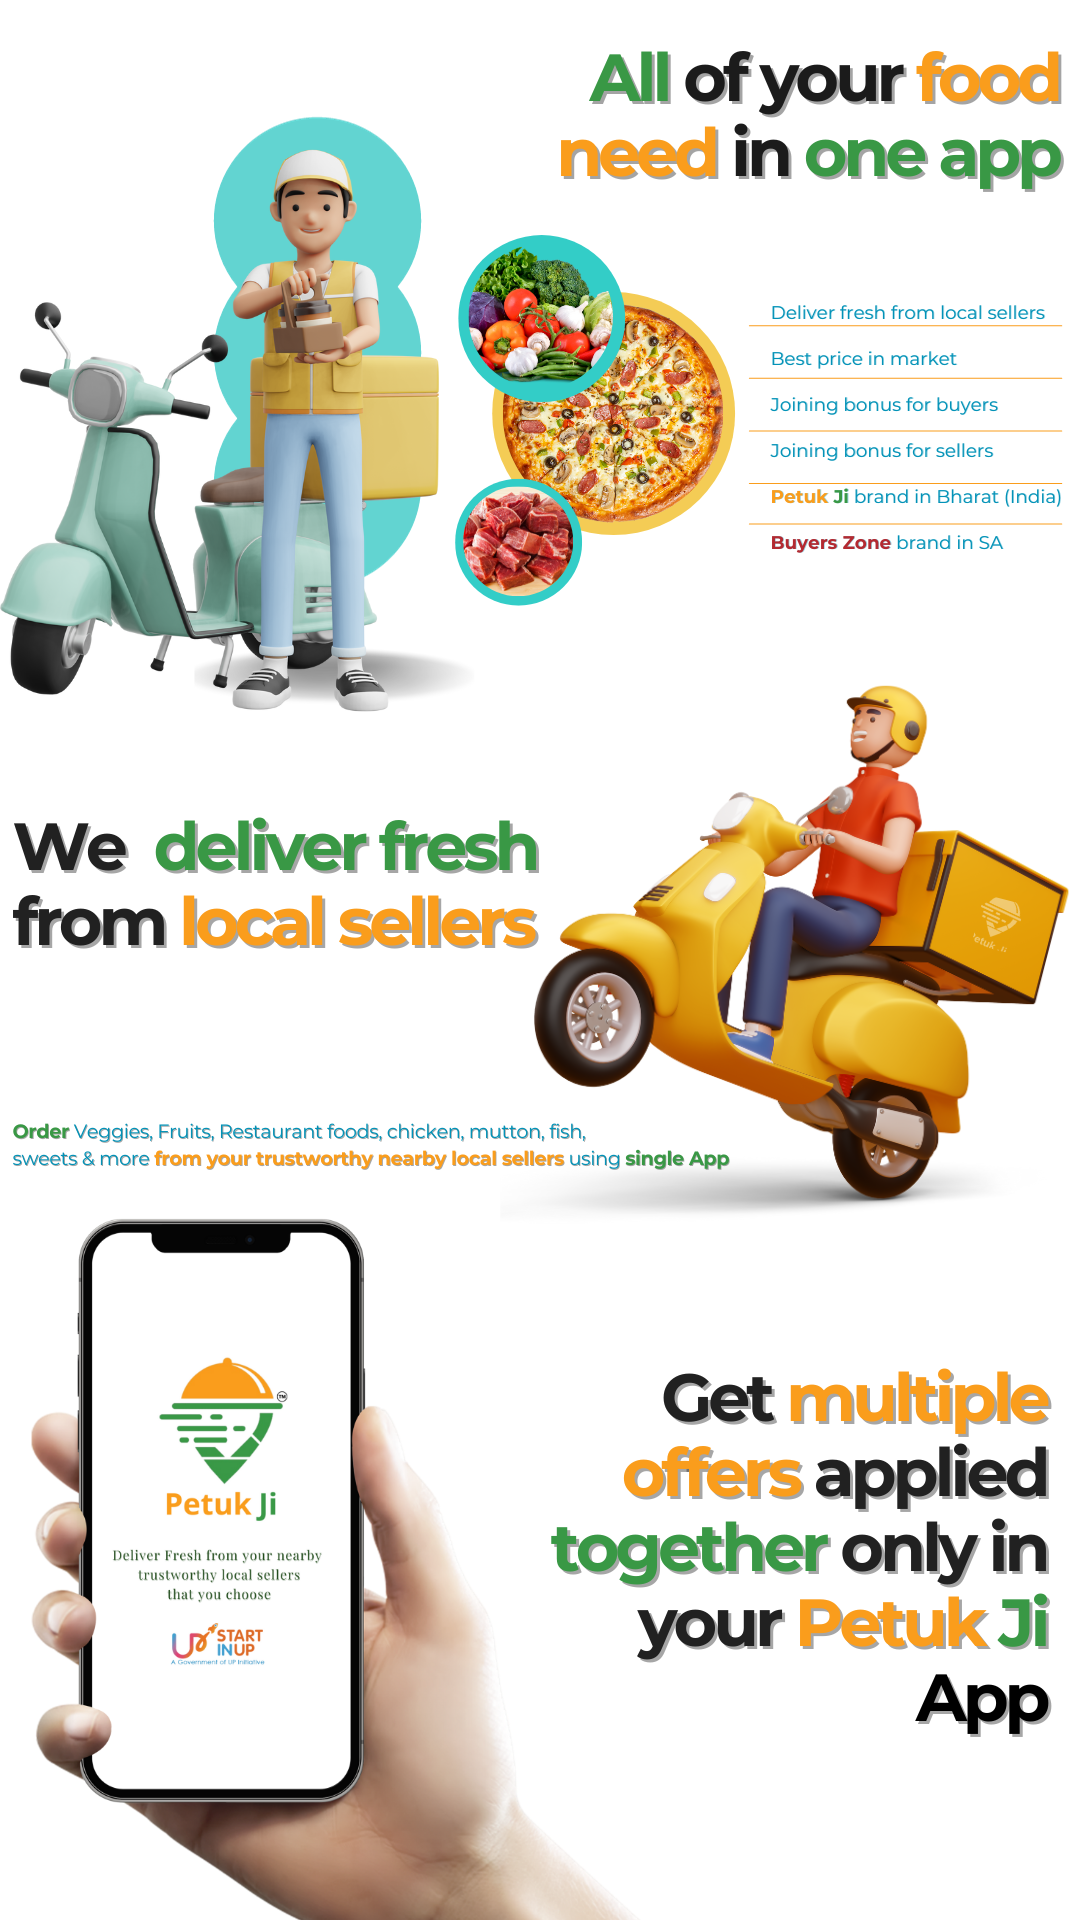 All of your food
need in one app
Deliver fresh from local sellers
Best price in market
Joining bonus for buyers
Joining bonus for sellers
Petuk Ji brand in Bharat (India)
Buyers Zone brand in SA
We deliver fresh
from local sellers
etuk Ji
Order Veggies, Fruits, Restaurant foods, chicken, mutton, fish,
sweets & more from your trustworthy nearby local sellers using single App
TM
Petuk Ji
Deliver Fresh from your nearby
trustworthy local sellers
that you choose
UP START
INUP
A Government of UP Initiative
Get multiple
offers applied
together only in
your Petuk Ji
App